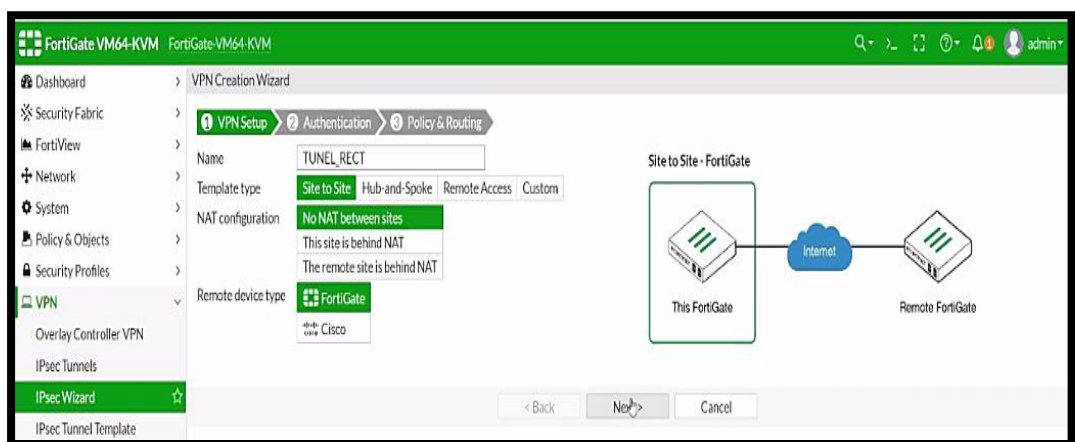 FortiGate VM64-KVM FortiGate-VM64-KVM
admin
Dashboard
Security Fabric
FortiView
Network
System
Policy & Objects
Security Profiles
VPN
Overlay Controller VPN
IPsec Tunnels
IPsec Wizard
IPsec Tunnel Template
VPN Creation Wizard
1 VPN Setup 2 Authentication 3 Policy & Routing
Name TUNEL_RECT
Template type Site to Site Hub-and-Spoke Remote Access Custom
NAT configuration No NAT between sites
This site is behind NAT
The remote site is behind NAT
Remote device type FortiGate
Cisco
Site to Site - FortiGate
Internet
This FortiGate Remote FortiGate
< Back Next > Cancel